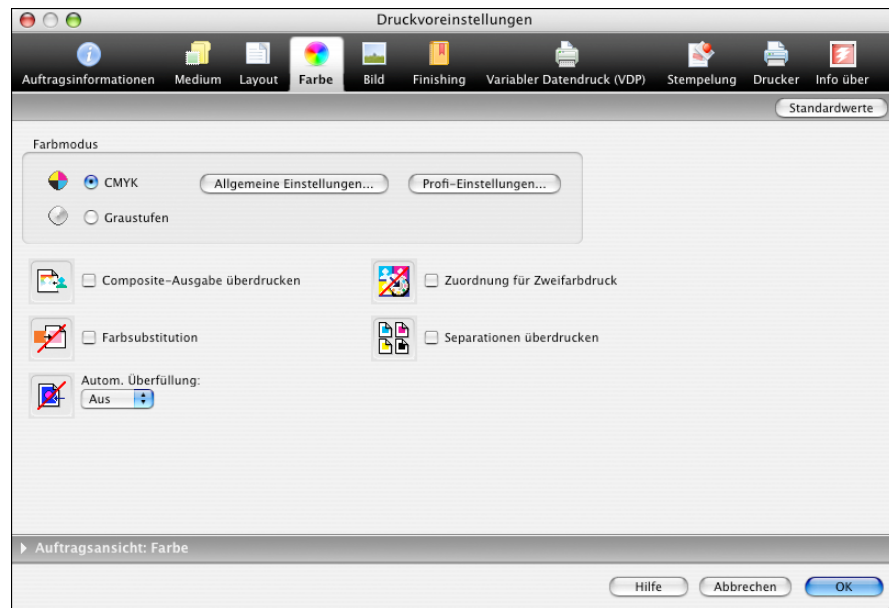 Druckvoreinstellungen
Auftragsinformationen Medium Layout Farbe Bild Finishing Variabler Datendruck (VDP) Stempelung Drucker Info über
Standardwerte
Farbmodus
CMYK Allgemeine Einstellungen... Profi-Einstellungen...
Graustufen
Composite-Ausgabe überdrucken Zuordnung für Zweifarbdruck
Farbsubstitution Separationen überdrucken
Autom. Überfüllung:
Aus
Auftragsansicht: Farbe
Hilfe Abbrechen OK